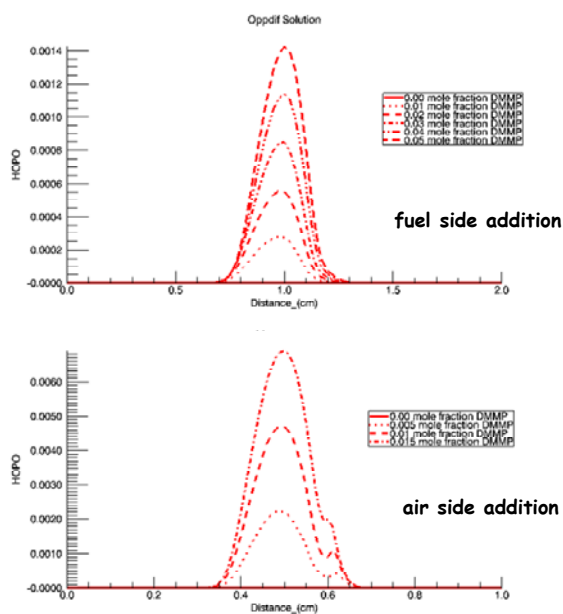 Oppdif Solution
0.0014
0.0012
0.0010
0.0008
0.0006
0.0004
0.0002
-0.0000
HOPO
0.00 mole fraction DMMP
0.01 mole fraction DMMP
0.02 mole fraction DMMP
0.03 mole fraction DMMP
0.04 mole fraction DMMP
0.05 mole fraction DMMP
fuel side addition
0.0 0.5 1.0 1.5 2.0
Distance_(cm)
0.0060
0.0050
0.0040
0.0030
0.0020
0.0010
-0.0000
HOPO
0.00 mole fraction DMMP
0.005 mole fraction DMMP
0.01 mole fraction DMMP
0.015 mole fraction DMMP
air side addition
0.0 0.2 0.4 0.6 0.8 1.0
Distance_(cm)